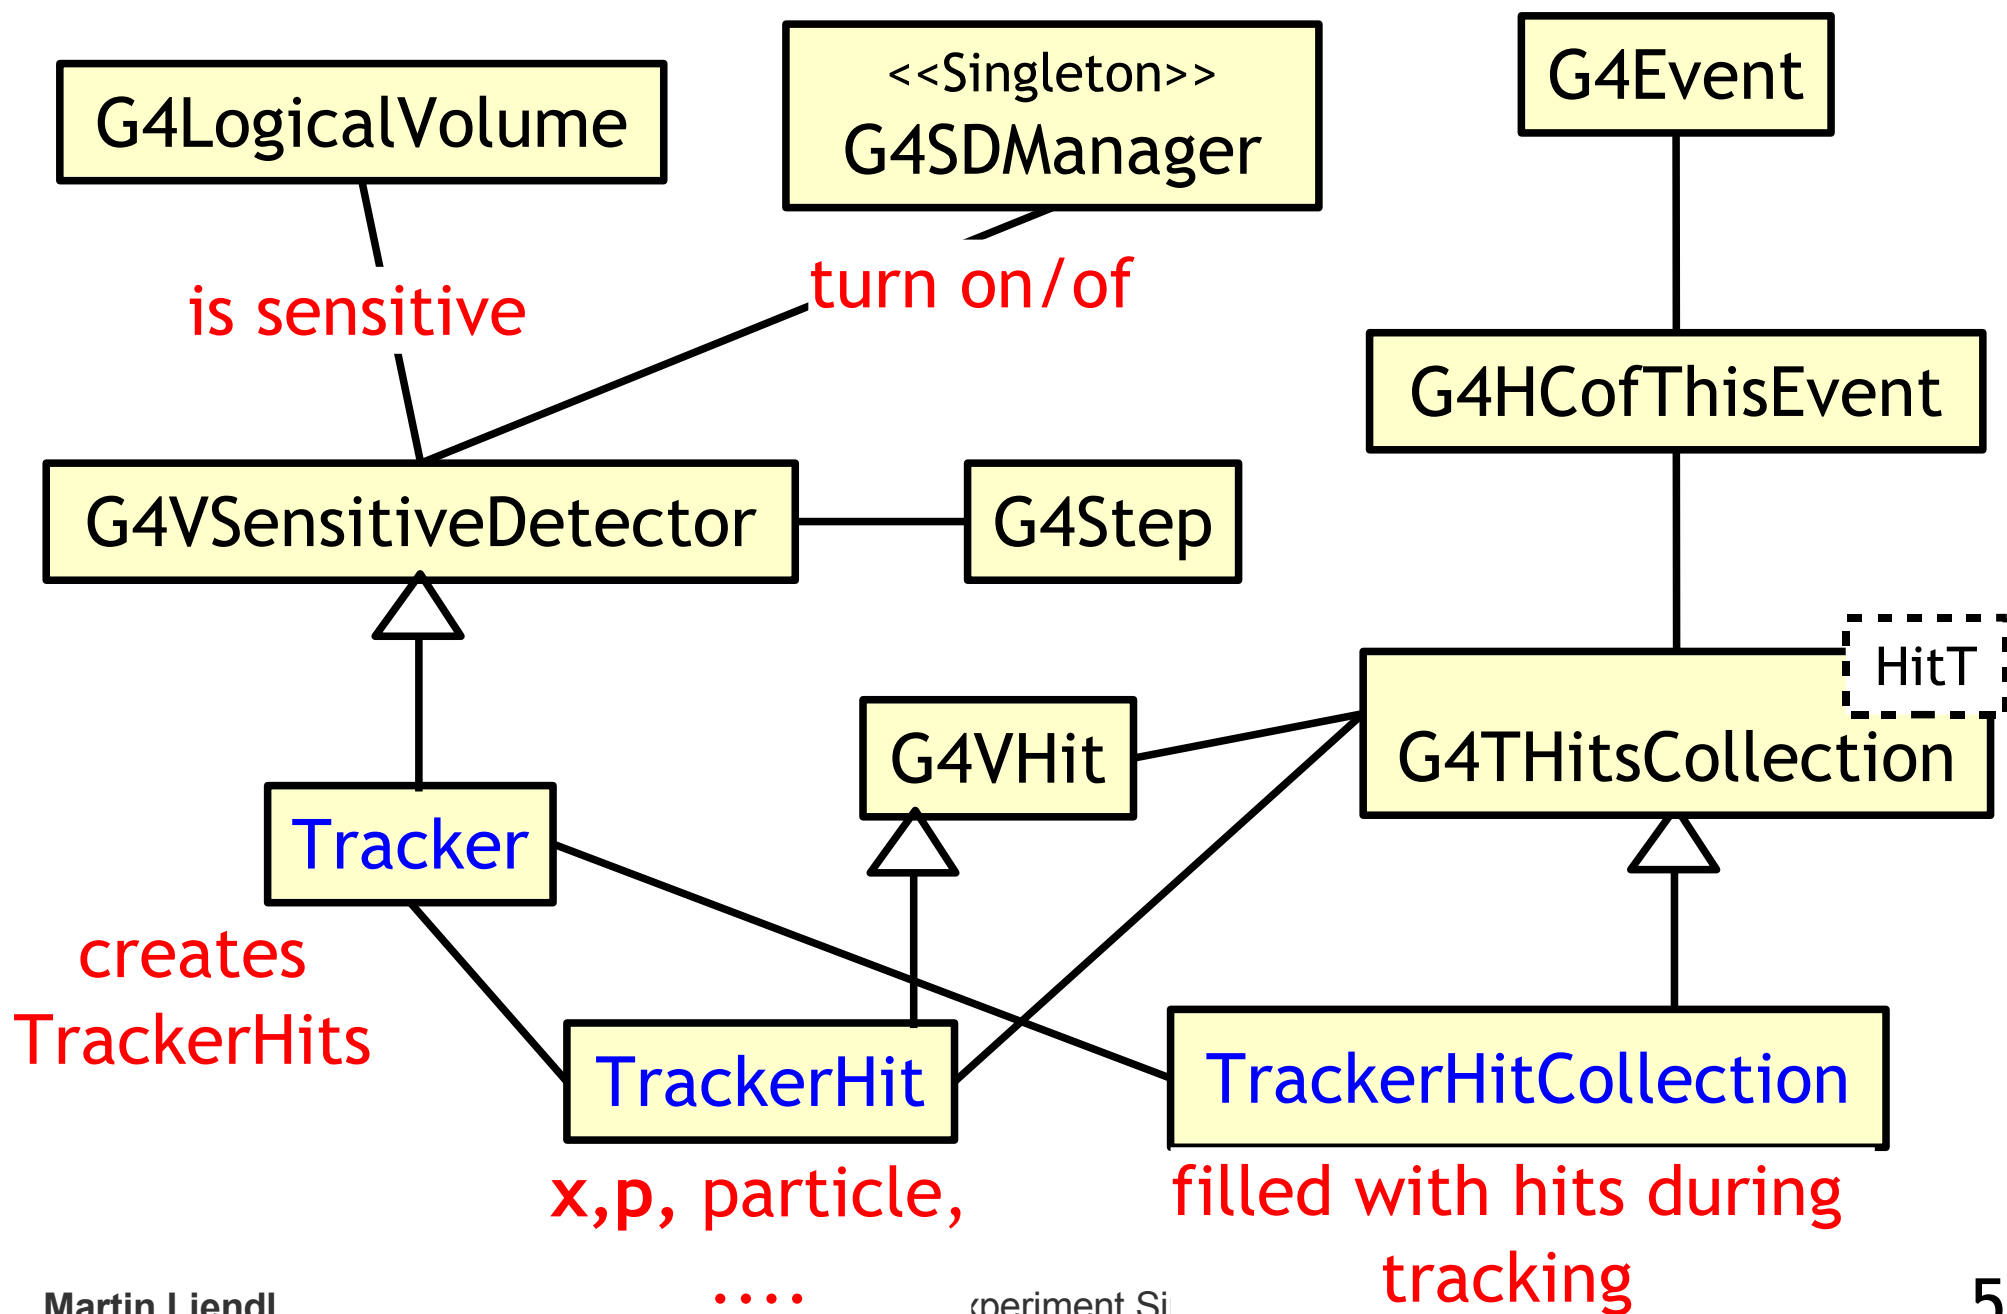 G4LogicalVolume
<<Singleton>>
G4SDManager
G4Event
is sensitive
turn on/of
G4HCofThisEvent
G4VSensitiveDetector
G4Step
HitT
G4VHit
G4THitsCollection
Tracker
creates
TrackerHits
TrackerHit
TrackerHitCollection
x,p, particle,
....
filled with hits during
tracking
Martin Liendl
5